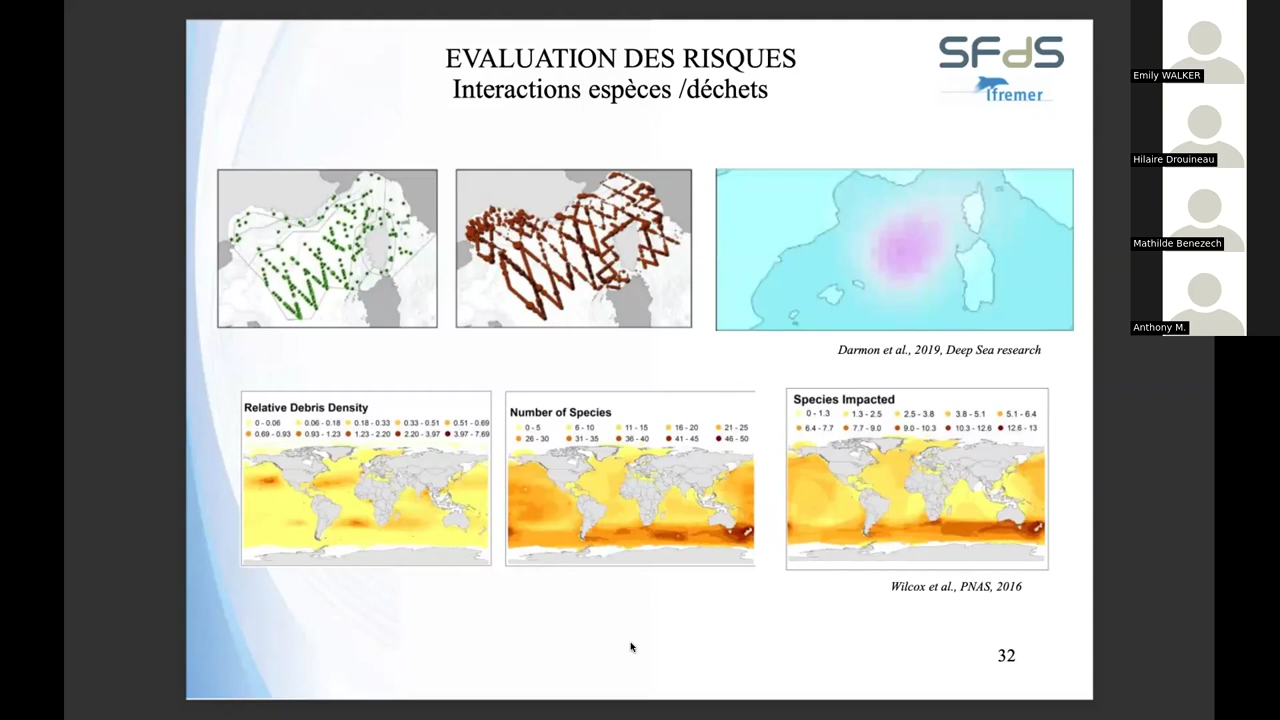 EVALUATION DES RISQUES
Interactions espèces /déchets
SFdS
Ifremer
Darmon et al., 2019, Deep Sea research
Relative Debris Density
0 - 0.06 0.06 - 0.18 0.18 - 0.33 0.33 - 0.51 0.51 - 0.69
0.69 - 0.93 0.93 - 1.23 1.23 - 2.20 2.20 - 3.97 3.97 - 7.69
Number of Species
0 - 5 6 - 10 11 - 15 16 - 20 21 - 25
26 - 30 31 - 35 36 - 40 41 - 45 46 - 50
Species Impacted
0 - 1.3 1.3 - 2.5 2.5 - 3.8 3.8 - 5.1 5.1 - 6.4
6.4 - 7.7 7.7 - 9.0 9.0 - 10.3 10.3 - 12.6 12.6 - 13
Wilcox et al., PNAS, 2016
32
Emily WALKER
Hilaire Drouineau
Mathilde Benezech
Anthony M.